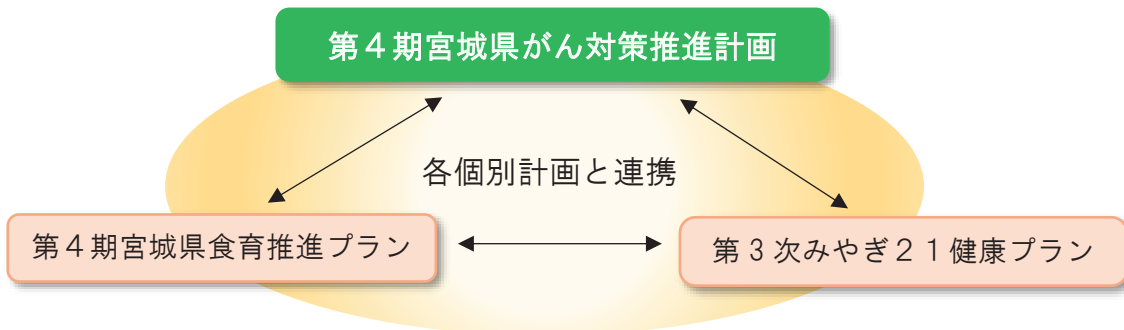 第４期宮城県がん対策推進計画
各個別計画と連携
第４期宮城県食育推進プラン
第３次みやぎ２１健康プラン